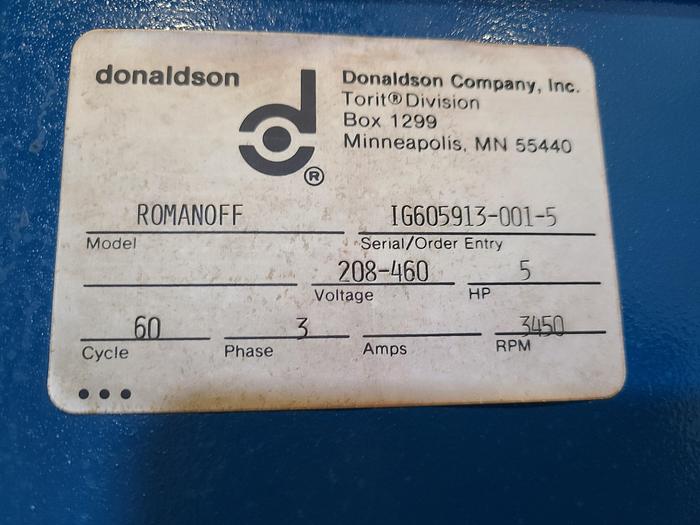 donaldson
Donaldson Company, Inc.
Torit® Division
Box 1299
Minneapolis, MN 55440
®
ROMANOFF IG605913-001-5
Model Serial/Order Entry
208-460 5
Voltage HP
60 3 3450
Cycle Phase Amps RPM